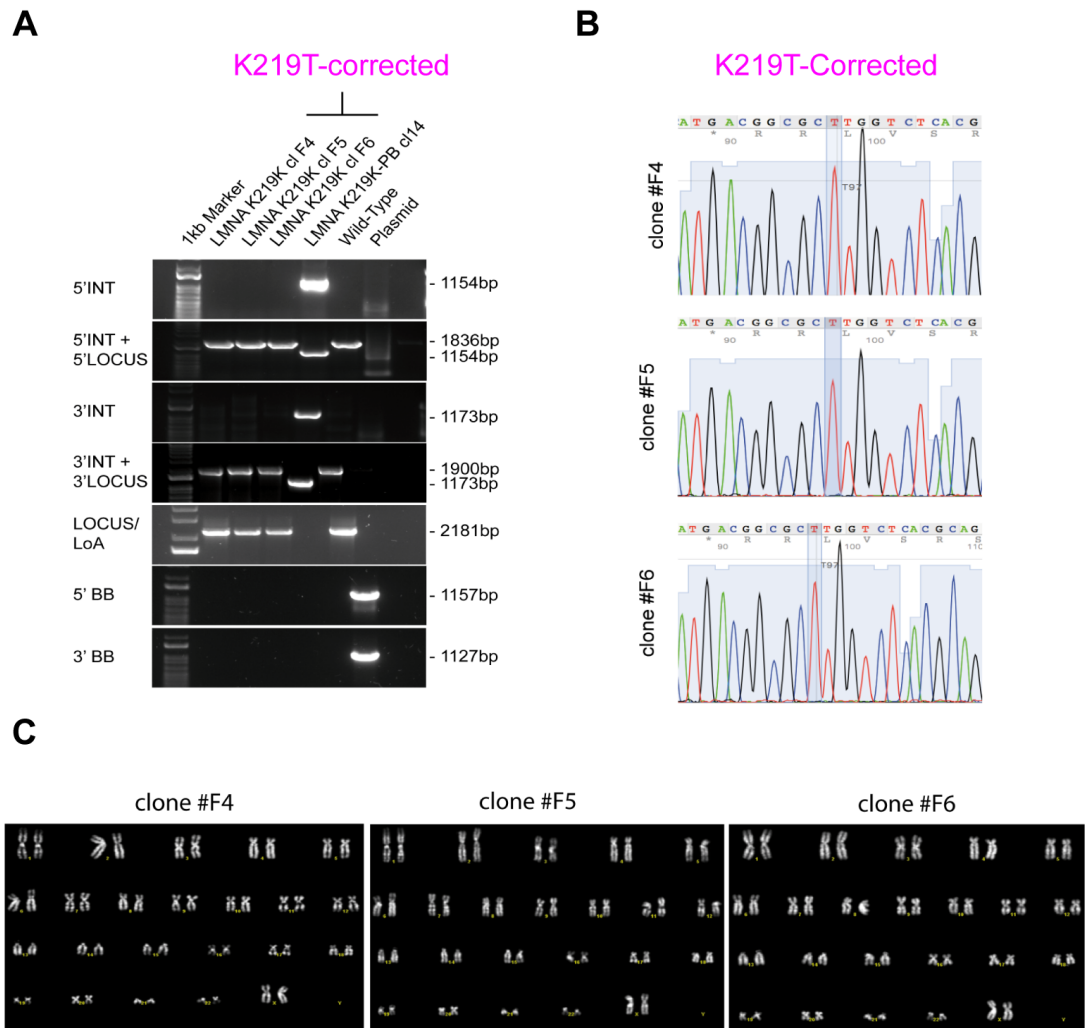 A
K219T-corrected
1kb Marker
LMNA K219K cl F4
LMNA K219K cl F5
LMNA K219K cl F6
LMNA K219K-PB cl14
Wild-Type
Plasmid
5'INT
- 1154bp
5'INT +
5'LOCUS
- 1836bp
- 1154bp
3'INT
- 1173bp
3'INT +
3'LOCUS
- 1900bp
- 1173bp
LOCUS/
LoA
- 2181bp
5' BB
- 1157bp
3' BB
- 1127bp
B
K219T-Corrected
clone #F4
A T G A C G G C G C T T G G T C T C A C G
* R R L V S R
90 100
T97
clone #F5
A T G A C G G C G C T T G G T C T C A C G
* R R L V S R
90 100
clone #F6
A T G A C G G C G C T T G G T C T C A C G C A G
* R R L V S R S
90 100 110
T97
C
clone #F4
clone #F5
clone #F6